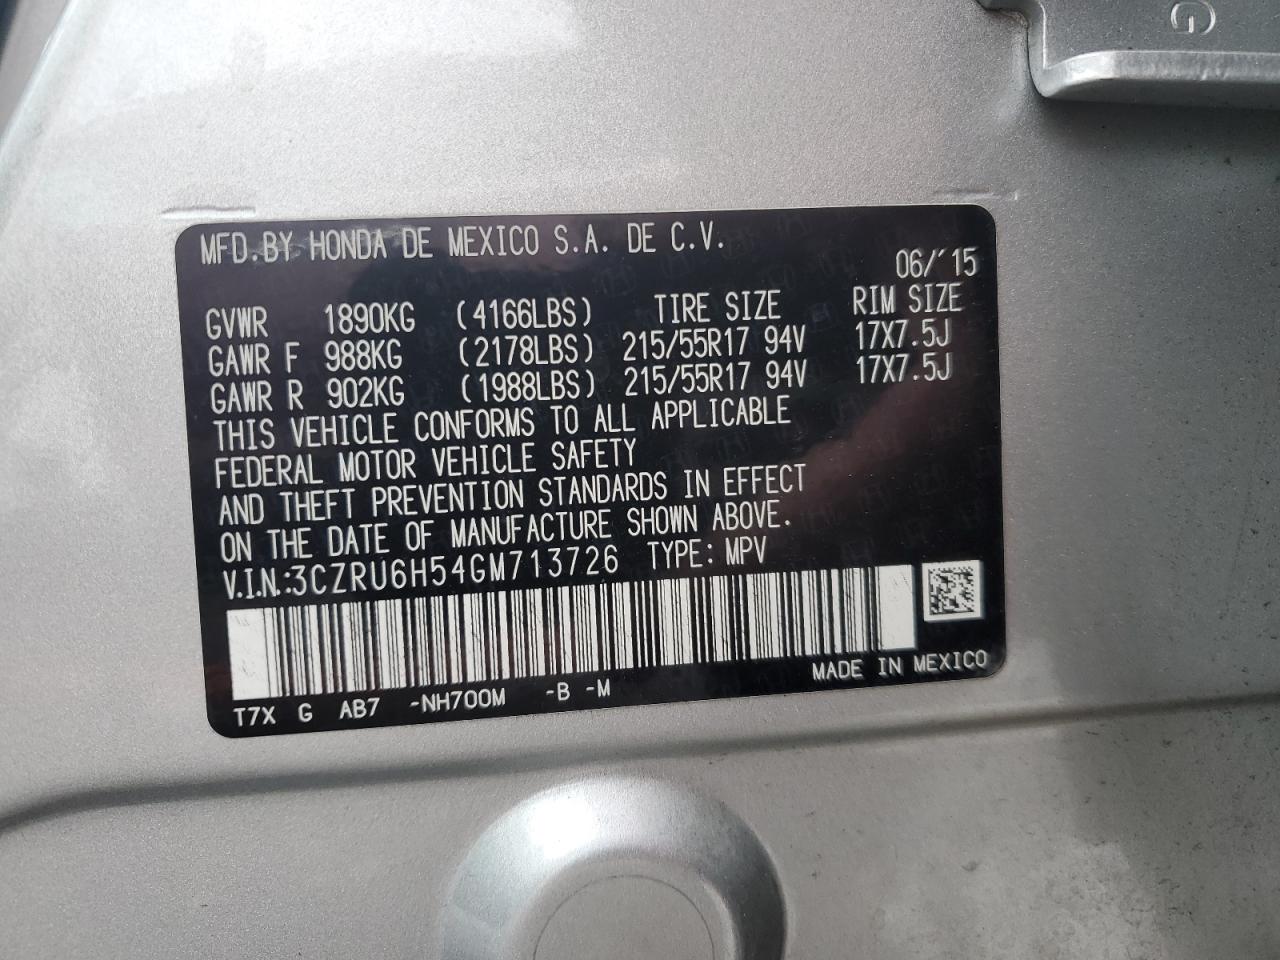 G
MFD.BY HONDA DE MEXICO S.A. DE C.V.
06/'15
GVWR 1890KG (4166LBS) TIRE SIZE RIM SIZE
GAWR F 988KG (2178LBS) 215/55R17 94V 17X7.5J
GAWR R 902KG (1988LBS) 215/55R17 94V 17X7.5J
THIS VEHICLE CONFORMS TO ALL APPLICABLE
FEDERAL MOTOR VEHICLE SAFETY
AND THEFT PREVENTION STANDARDS IN EFFECT
ON THE DATE OF MANUFACTURE SHOWN ABOVE.
V.I.N.:3CZRU6H54GM713726 TYPE: MPV
MADE IN MEXICO
T7X G AB7 -NH700M -B -M